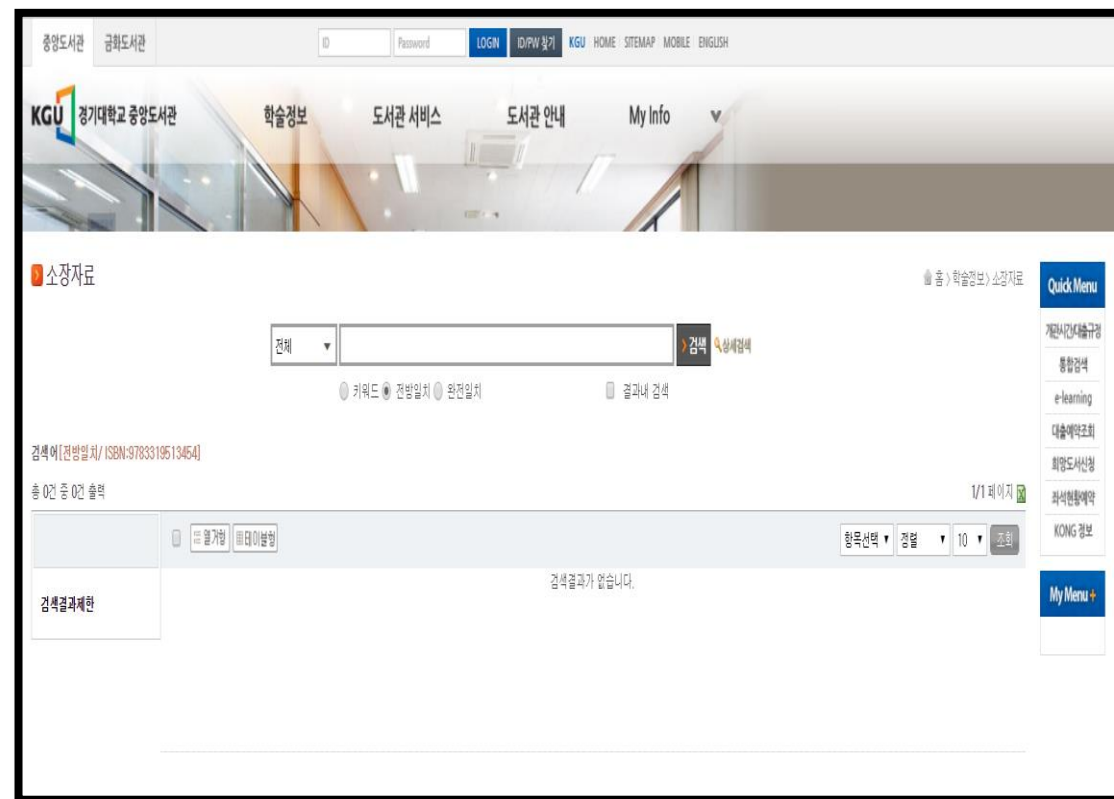 중앙도서관 금화도서관 ID Password LOGIN ID/PW 찾기 KGU HOME SITEMAP MOBILE ENGLISH
KGU 경기대학교 중앙도서관 학술정보 도서관 서비스 도서관 안내 My Info
소장자료 홈 > 학술정보 > 소장자료
전체 검색 상세검색
키워드 전방일치 완전일치 결과내 검색
검색어[전방일치/ ISBN:9783319513454]
총 0건 중 0건 출력 1/1 페이지
열거형 테이블형 항목선택 정렬 10 조회
검색결과가 없습니다.
검색결과제한
Quick Menu
개관시간/대출규정
통합검색
e-learning
대출예약조회
희망도서신청
좌석현황예약
KONG 정보
My Menu +